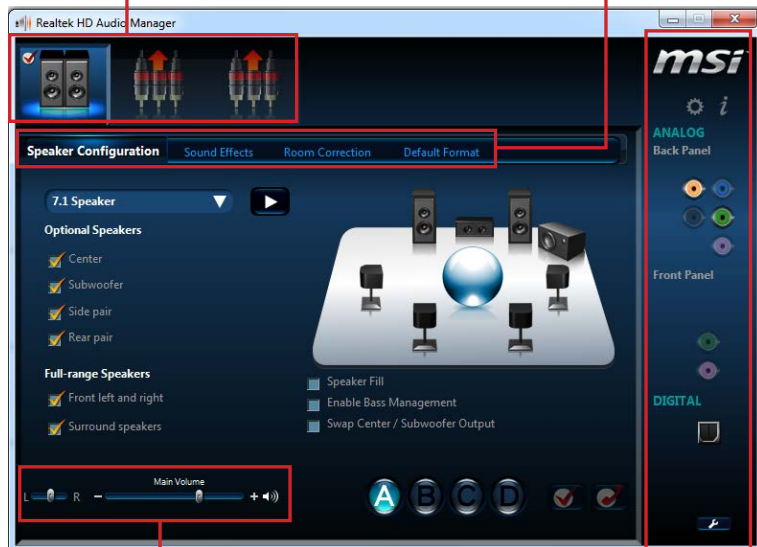 Realtek HD Audio Manager
msi
i
Speaker Configuration
Sound Effects
Room Correction
Default Format
7.1 Speaker
Optional Speakers
Center
Subwoofer
Side pair
Rear pair
Full-range Speakers
Front left and right
Surround speakers
Speaker Fill
Enable Bass Management
Swap Center / Subwoofer Output
Main Volume
L R - +
A B C D
ANALOG
Back Panel
Front Panel
DIGITAL